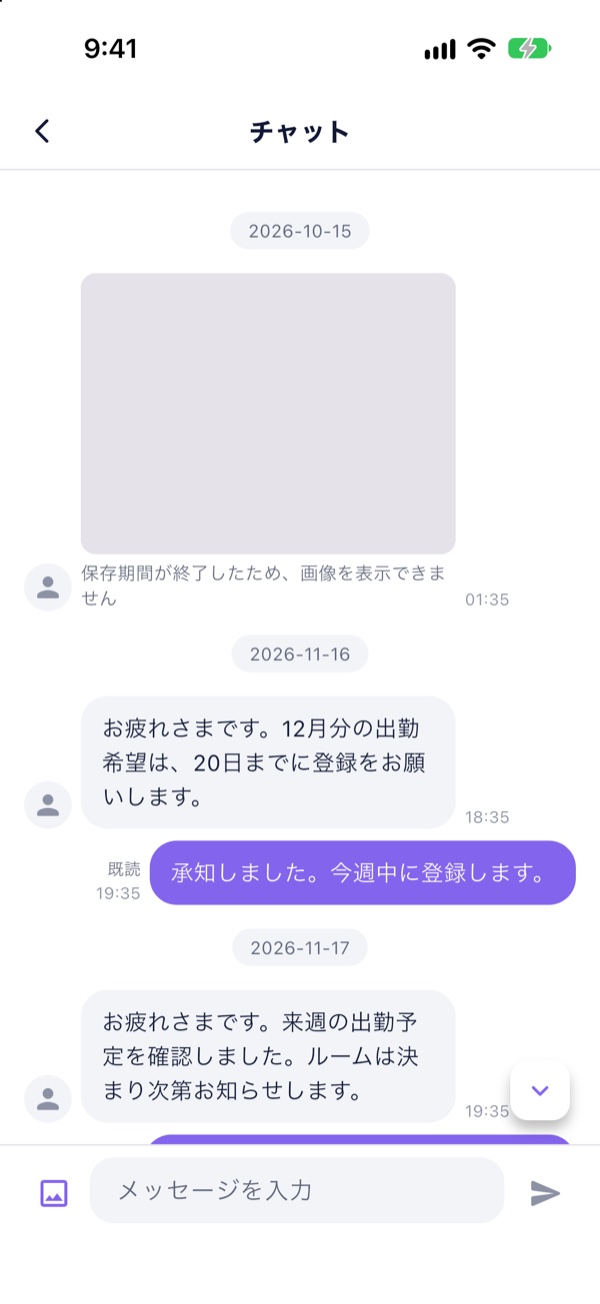 9:41
チャット
2026-10-15
保存期間が終了したため、画像を表示できま
せん
01:35
2026-11-16
お疲れさまです。12月分の出勤
希望は、20日までに登録をお願
いします。
18:35
既読
19:35
承知しました。今週中に登録します。
2026-11-17
お疲れさまです。来週の出勤予
定を確認しました。ルームは決
まり次第お知らせします。
19:35
メッセージを入力